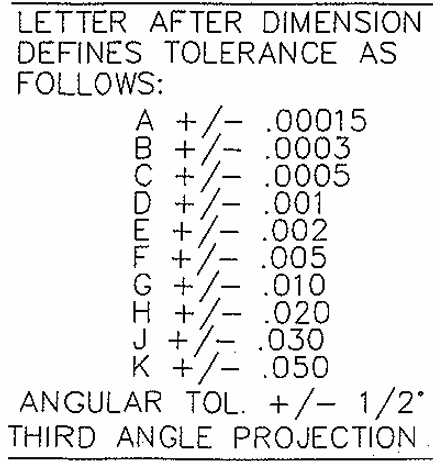 LETTER AFTER DIMENSION
DEFINES TOLERANCE AS
FOLLOWS:
A +/- .00015
B +/- .0003
C +/- .0005
D +/- .001
E +/- .002
F +/- .005
G +/- .010
H +/- .020
J +/- .030
K +/- .050
ANGULAR TOL. +/- 1/2°
THIRD ANGLE PROJECTION